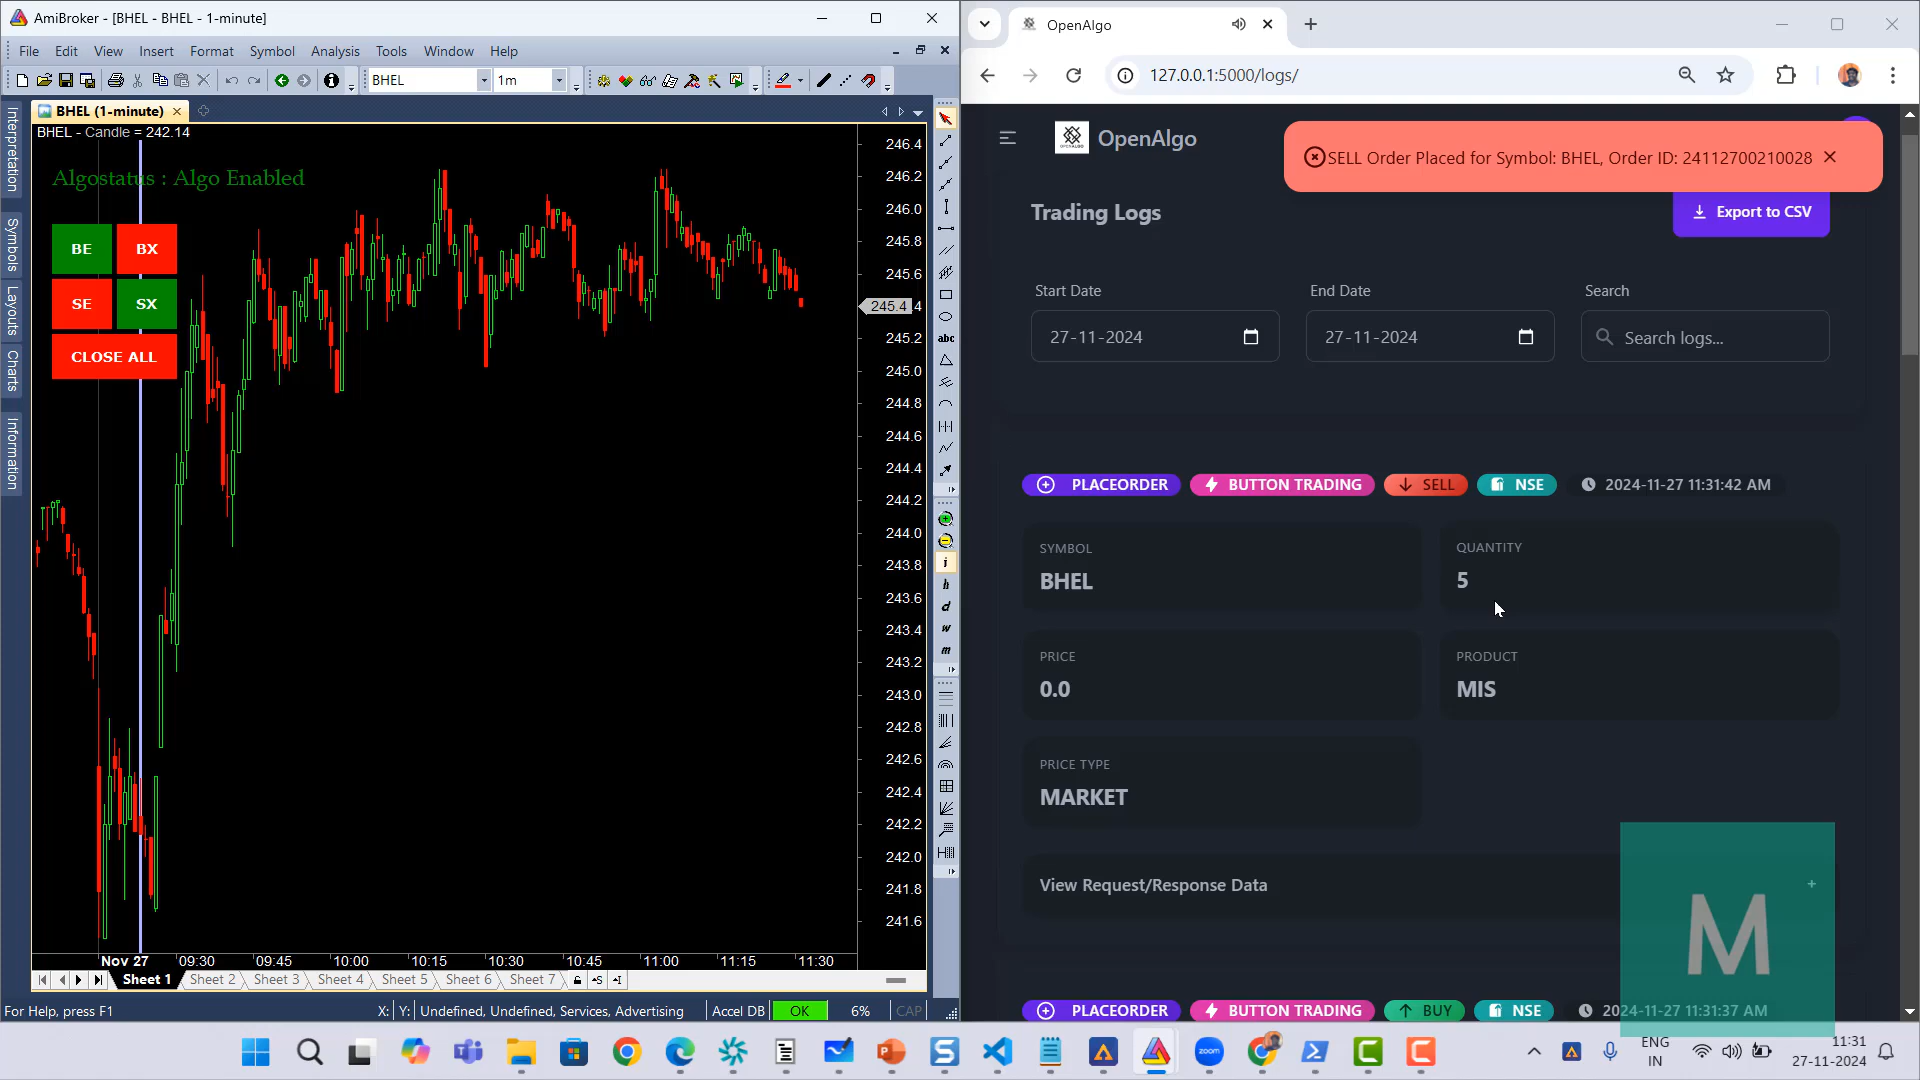 AmiBroker - [BHEL - BHEL - 1-minute]
File Edit View Insert Format Symbol Analysis Tools Window Help
BHEL 1m
BHEL (1-minute)
BHEL - Candle = 242.14
Algostatus : Algo Enabled
BE BX
SE SX
CLOSE ALL
Interpretation
Symbols
Layouts
Charts
Information
246.4
246.2
246.0
245.8
245.6
245.4 4
245.2
245.0
244.8
244.6
244.4
244.2
244.0
243.8
243.6
243.4
243.2
243.0
242.8
242.6
242.4
242.2
242.0
241.8
241.6
abc
i
h
d
w
m
Nov 27 09:30 09:45 10:00 10:15 10:30 10:45 11:00 11:15 11:30
Sheet 1 Sheet 2 Sheet 3 Sheet 4 Sheet 5 Sheet 6 Sheet 7
For Help, press F1 X: Y: Undefined, Undefined, Services, Advertising Accel DB OK 6% CAP
OpenAlgo
127.0.0.1:5000/logs/
OpenAlgo
SELL Order Placed for Symbol: BHEL, Order ID: 24112700210028
Trading Logs
Export to CSV
Start Date End Date Search
27-11-2024 27-11-2024 Search logs...
PLACEORDER BUTTON TRADING SELL NSE 2024-11-27 11:31:42 AM
SYMBOL
BHEL
QUANTITY
5
PRICE
0.0
PRODUCT
MIS
PRICE TYPE
MARKET
View Request/Response Data +
M
PLACEORDER BUTTON TRADING BUY NSE 2024-11-27 11:31:37 AM
zoom
ENG
IN
11:31
27-11-2024